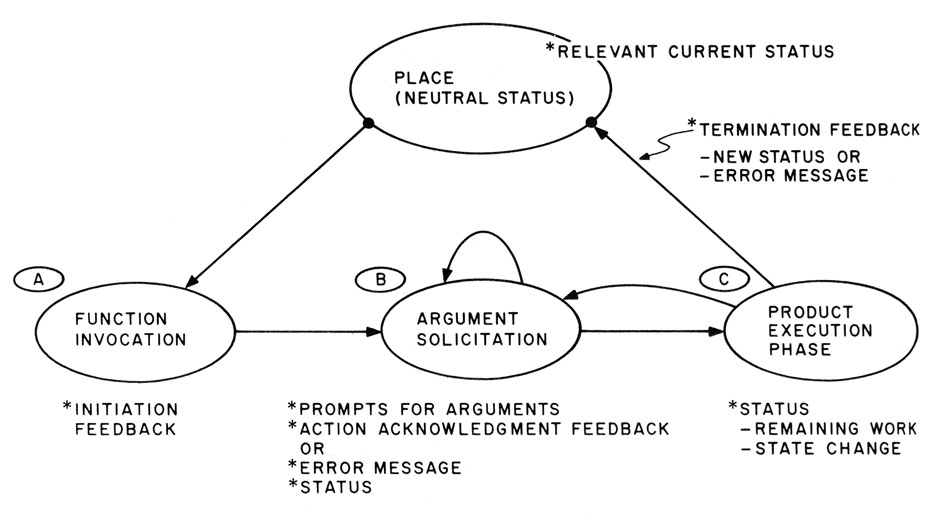 *RELEVANT CURRENT STATUS
PLACE
(NEUTRAL STATUS)
*TERMINATION FEEDBACK
–NEW STATUS OR
–ERROR MESSAGE
A
B
C
FUNCTION
INVOCATION
ARGUMENT
SOLICITATION
PRODUCT
EXECUTION
PHASE
*INITIATION
FEEDBACK
*PROMPTS FOR ARGUMENTS
*ACTION ACKNOWLEDGMENT FEEDBACK
OR
*ERROR MESSAGE
*STATUS
*STATUS
–REMAINING WORK
–STATE CHANGE